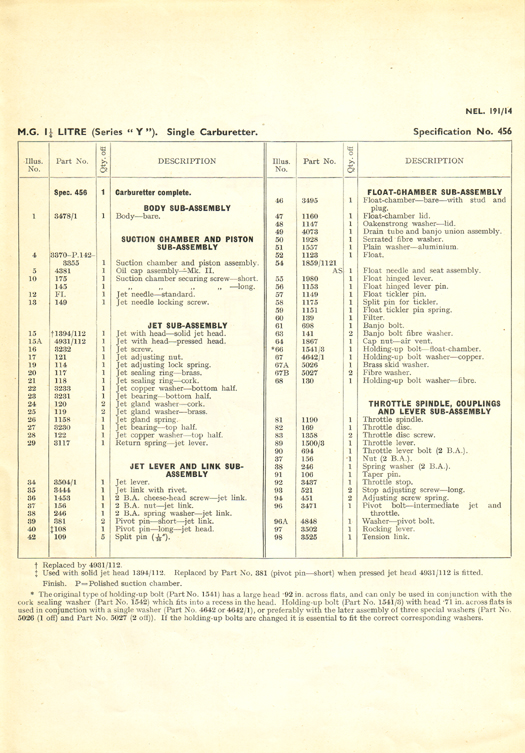 NEL. 191/14
M.G. 1¼ LITRE (Series “ Y ”). Single Carburetter. Specification No. 456
Illus. No. Part No. Qty. off DESCRIPTION
Spec. 456 1 Carburetter complete.
BODY SUB-ASSEMBLY
1 3478/1 1 Body—bare.
SUCTION CHAMBER AND PISTON
SUB-ASSEMBLY
4 3370–P.142–
3355 1 Suction chamber and piston assembly.
5 4381 1 Oil cap assembly—Mk. II.
10 175 1 Suction chamber securing screw—short.
145 1 ,, ,, ,, —long.
12 F1. 1 Jet needle—standard.
13 149 1 Jet needle locking screw.
JET SUB-ASSEMBLY
15 †1394/112 1 Jet with head—solid jet head.
15A 4931/112 1 Jet with head—pressed head.
16 3232 1 Jet screw.
17 121 1 Jet adjusting nut.
19 114 1 Jet adjusting lock spring.
20 117 1 Jet sealing ring—brass.
21 118 1 Jet sealing ring—cork.
22 3233 1 Jet copper washer—bottom half.
23 3231 1 Jet bearing—bottom half.
24 120 2 Jet gland washer—cork.
25 119 2 Jet gland washer—brass.
26 1158 1 Jet gland spring.
27 3230 1 Jet bearing—top half.
28 122 1 Jet copper washer—top half.
29 3117 1 Return spring—jet lever.
JET LEVER AND LINK SUB-
ASSEMBLY
34 3504/1 1 Jet lever.
35 3444 1 Jet link with rivet.
36 1453 1 2 B.A. cheese-head screw—jet link.
37 156 1 2 B.A. nut—jet link.
38 246 1 2 B.A. spring washer—jet link.
39 381 2 Pivot pin—short—jet link.
40 ‡108 1 Pivot pin—long—jet head.
42 109 5 Split pin (1/16″).
Illus. No. Part No. Qty. off DESCRIPTION
FLOAT-CHAMBER SUB-ASSEMBLY
46 3495 1 Float-chamber—bare—with stud and
plug.
47 1160 1 Float-chamber lid.
48 1147 1 Oakenstrong washer—lid.
49 4073 1 Drain tube and banjo union assembly.
50 1928 1 Serrated fibre washer.
51 1557 1 Plain washer—aluminium.
52 1123 1 Float.
54 1859/1121
AS 1 Float needle and seat assembly.
55 1980 1 Float hinged lever.
56 1153 1 Float hinged lever pin.
57 1149 1 Float tickler pin.
58 1175 1 Split pin for tickler.
59 1151 1 Float tickler pin spring.
60 139 1 Filter.
61 698 1 Banjo bolt.
63 141 2 Banjo bolt fibre washer.
64 1867 1 Cap nut—air vent.
*66 1541/3 1 Holding-up bolt—float-chamber.
67 4642/1 1 Holding-up bolt washer—copper.
67A 5026 1 Brass skid washer.
67B 5027 2 Fibre washer.
68 130 1 Holding-up bolt washer—fibre.
THROTTLE SPINDLE, COUPLINGS
AND LEVER SUB-ASSEMBLY
81 1190 1 Throttle spindle.
82 169 1 Throttle disc.
83 1358 2 Throttle disc screw.
89 1500/3 1 Throttle lever.
90 694 1 Throttle lever bolt (2 B.A.).
37 156 1 Nut (2 B.A.).
38 246 1 Spring washer (2 B.A.).
92 3437 1 Throttle stop.
91 106 1 Taper pin.
93 521 2 Stop adjusting screw—long.
94 451 2 Adjusting screw spring.
96 3471 1 Pivot bolt—intermediate jet and
throttle.
96A 4848 1 Washer—pivot bolt.
97 3502 1 Rocking lever.
98 3525 1 Tension link.
† Replaced by 4931/112.
‡ Used with solid jet head 1394/112. Replaced by Part No. 381 (pivot pin—short) when pressed jet head 4931/112 is fitted.
Finish. P=Polished suction chamber.
* The original type of holding-up bolt (Part No. 1541) has a large head ·92 in. across flats, and can only be used in conjunction with the
cork sealing washer (Part No. 1542) which fits into a recess in the head. Holding-up bolt (Part No. 1541/3) with head ·71 in. across flats is
used in conjunction with a single washer (Part No. 4642 or 4642/1), or preferably with the later assembly of three special washers (Part No.
5026 (1 off) and Part No. 5027 (2 off)). If the holding-up bolts are changed it is essential to fit the correct corresponding washers.